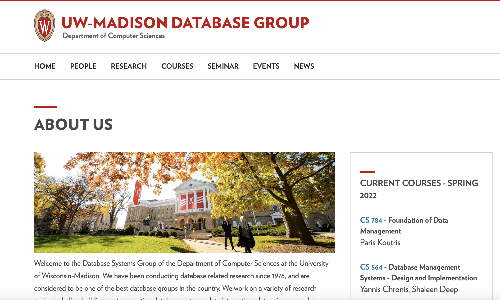 UW-MADISON DATABASE GROUP
Department of Computer Sciences
HOME PEOPLE RESEARCH COURSES SEMINAR EVENTS NEWS
ABOUT US
Welcome to the Database Systems Group of the Department of Computer Sciences at the University
of Wisconsin-Madison. We have been conducting database related research since 1976, and are
considered to be one of the best database groups in the country. We work on a variety of research
CURRENT COURSES - SPRING
2022
CS 784 - Foundation of Data
Management
Paris Koutris
CS 564 - Database Management
Systems - Design and Implementation
Yannis Chronis, Shaleen Deep